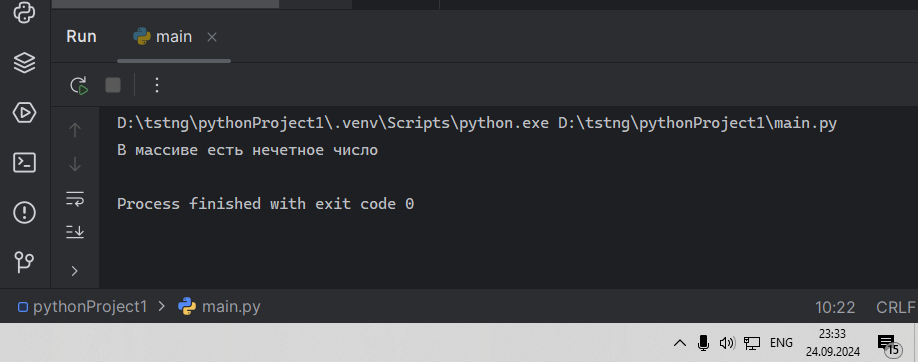 Run main
D:\tstng\pythonProject1\.venv\Scripts\python.exe D:\tstng\pythonProject1\main.py
В массиве есть нечетное число
Process finished with exit code 0
pythonProject1 > main.py 10:22 CRLF
ENG 23:33
24.09.2024 15